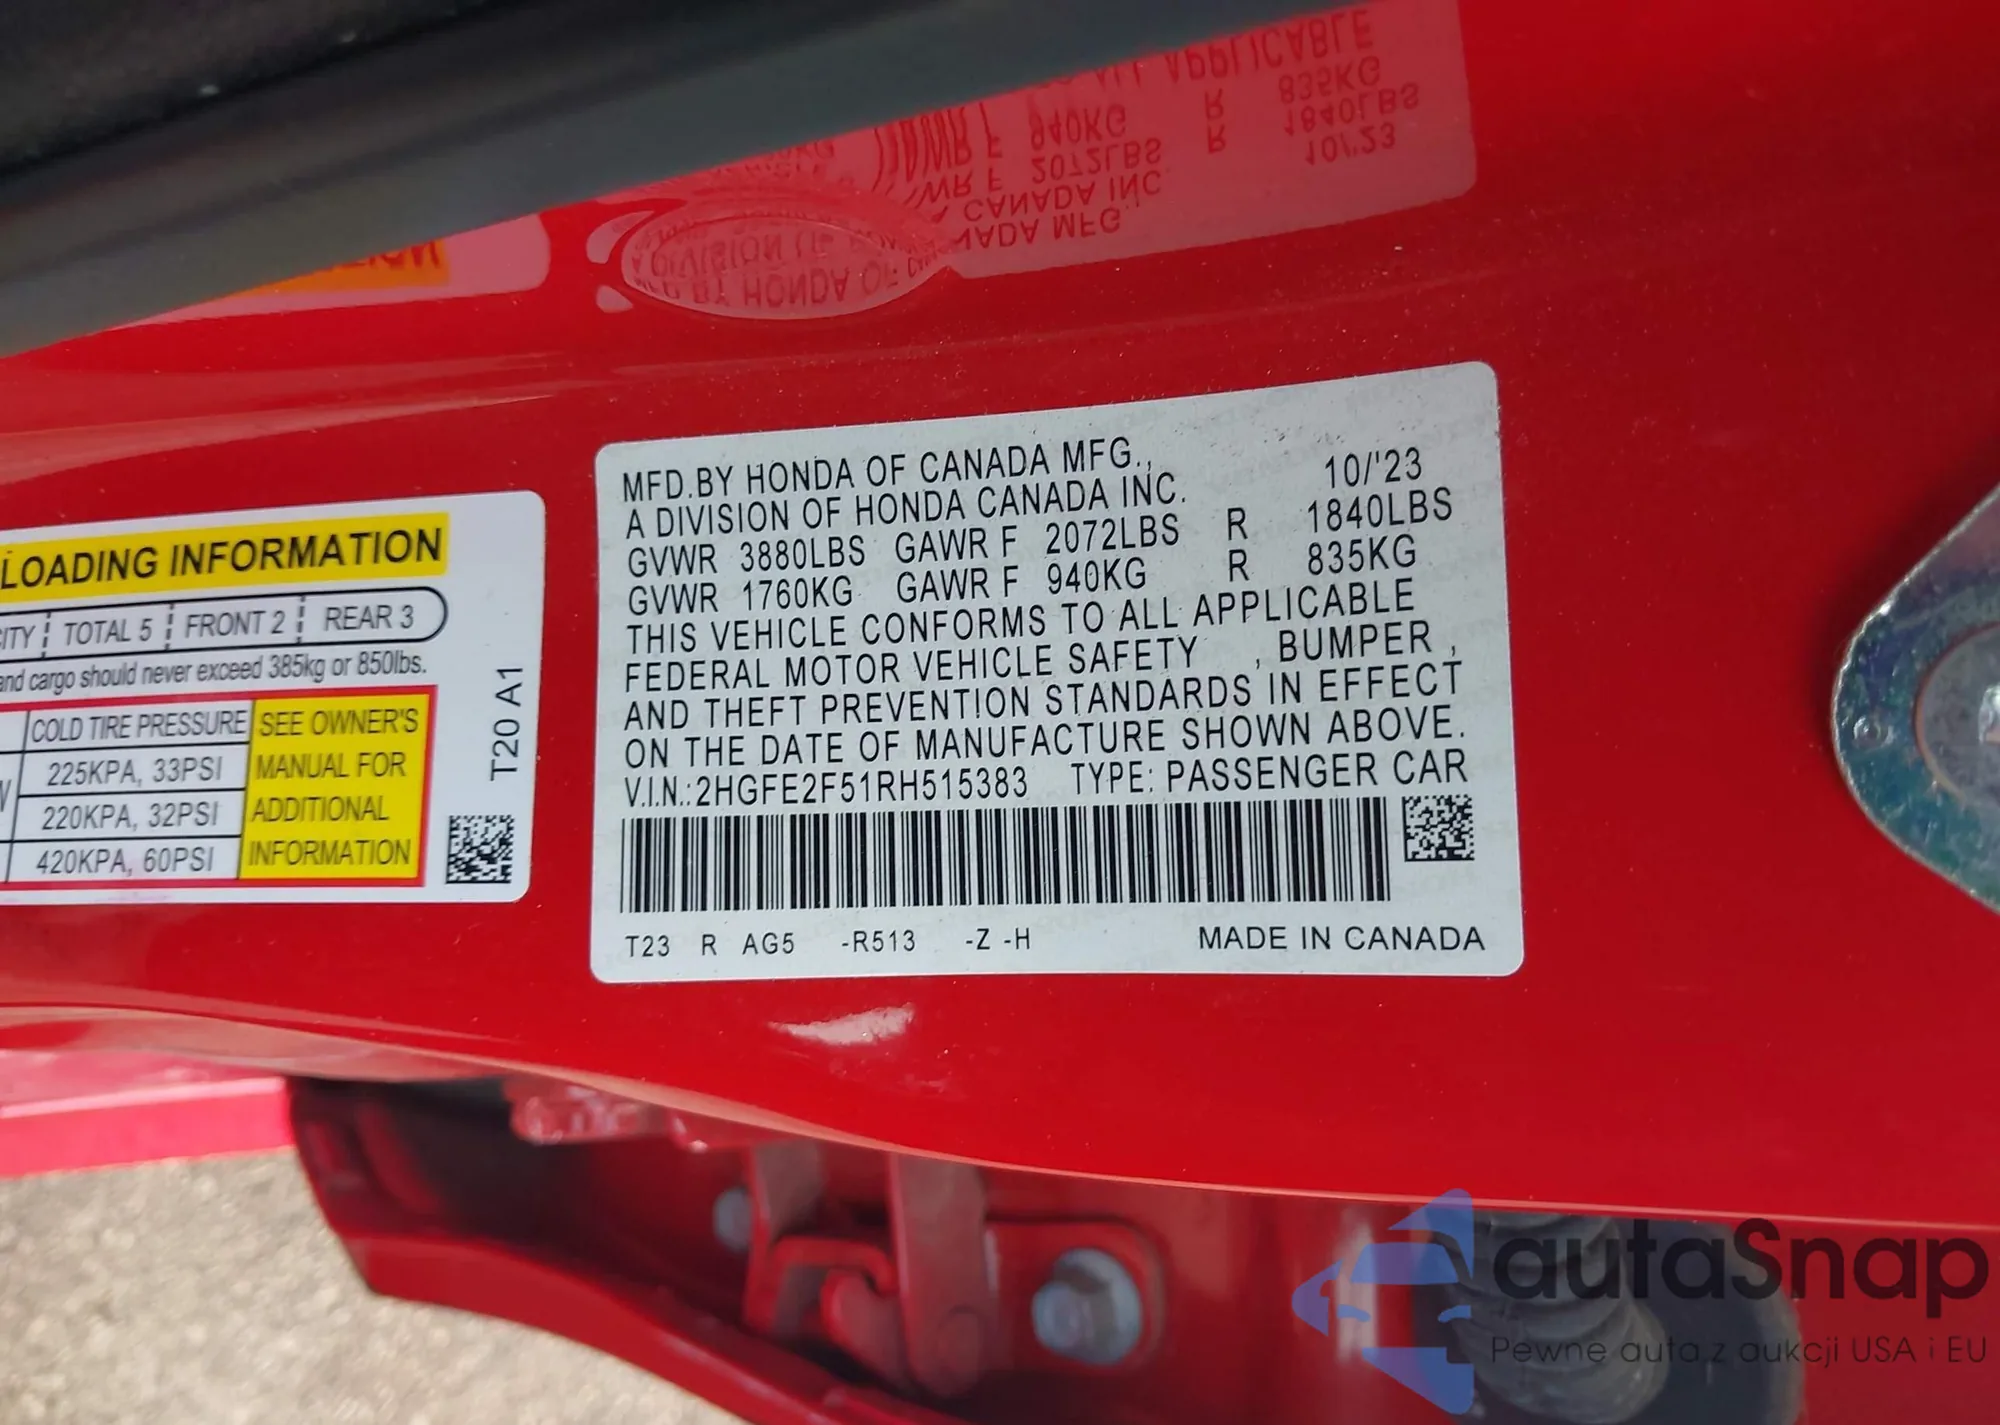 LOADING INFORMATION
CITY TOTAL 5 FRONT 2 REAR 3
and cargo should never exceed 385kg or 850lbs.
COLD TIRE PRESSURE SEE OWNER'S
225KPA, 33PSI MANUAL FOR
220KPA, 32PSI ADDITIONAL
420KPA, 60PSI INFORMATION
T20 A1
MFD.BY HONDA OF CANADA MFG., 10/'23
A DIVISION OF HONDA CANADA INC.
GVWR 3880LBS GAWR F 2072LBS R 1840LBS
GVWR 1760KG GAWR F 940KG R 835KG
THIS VEHICLE CONFORMS TO ALL APPLICABLE
FEDERAL MOTOR VEHICLE SAFETY , BUMPER ,
AND THEFT PREVENTION STANDARDS IN EFFECT
ON THE DATE OF MANUFACTURE SHOWN ABOVE.
V.I.N.:2HGFE2F51RH515383 TYPE: PASSENGER CAR
T23 R AG5 -R513 -Z -H MADE IN CANADA
autaSnap
Pewne auta z aukcji USA i EU